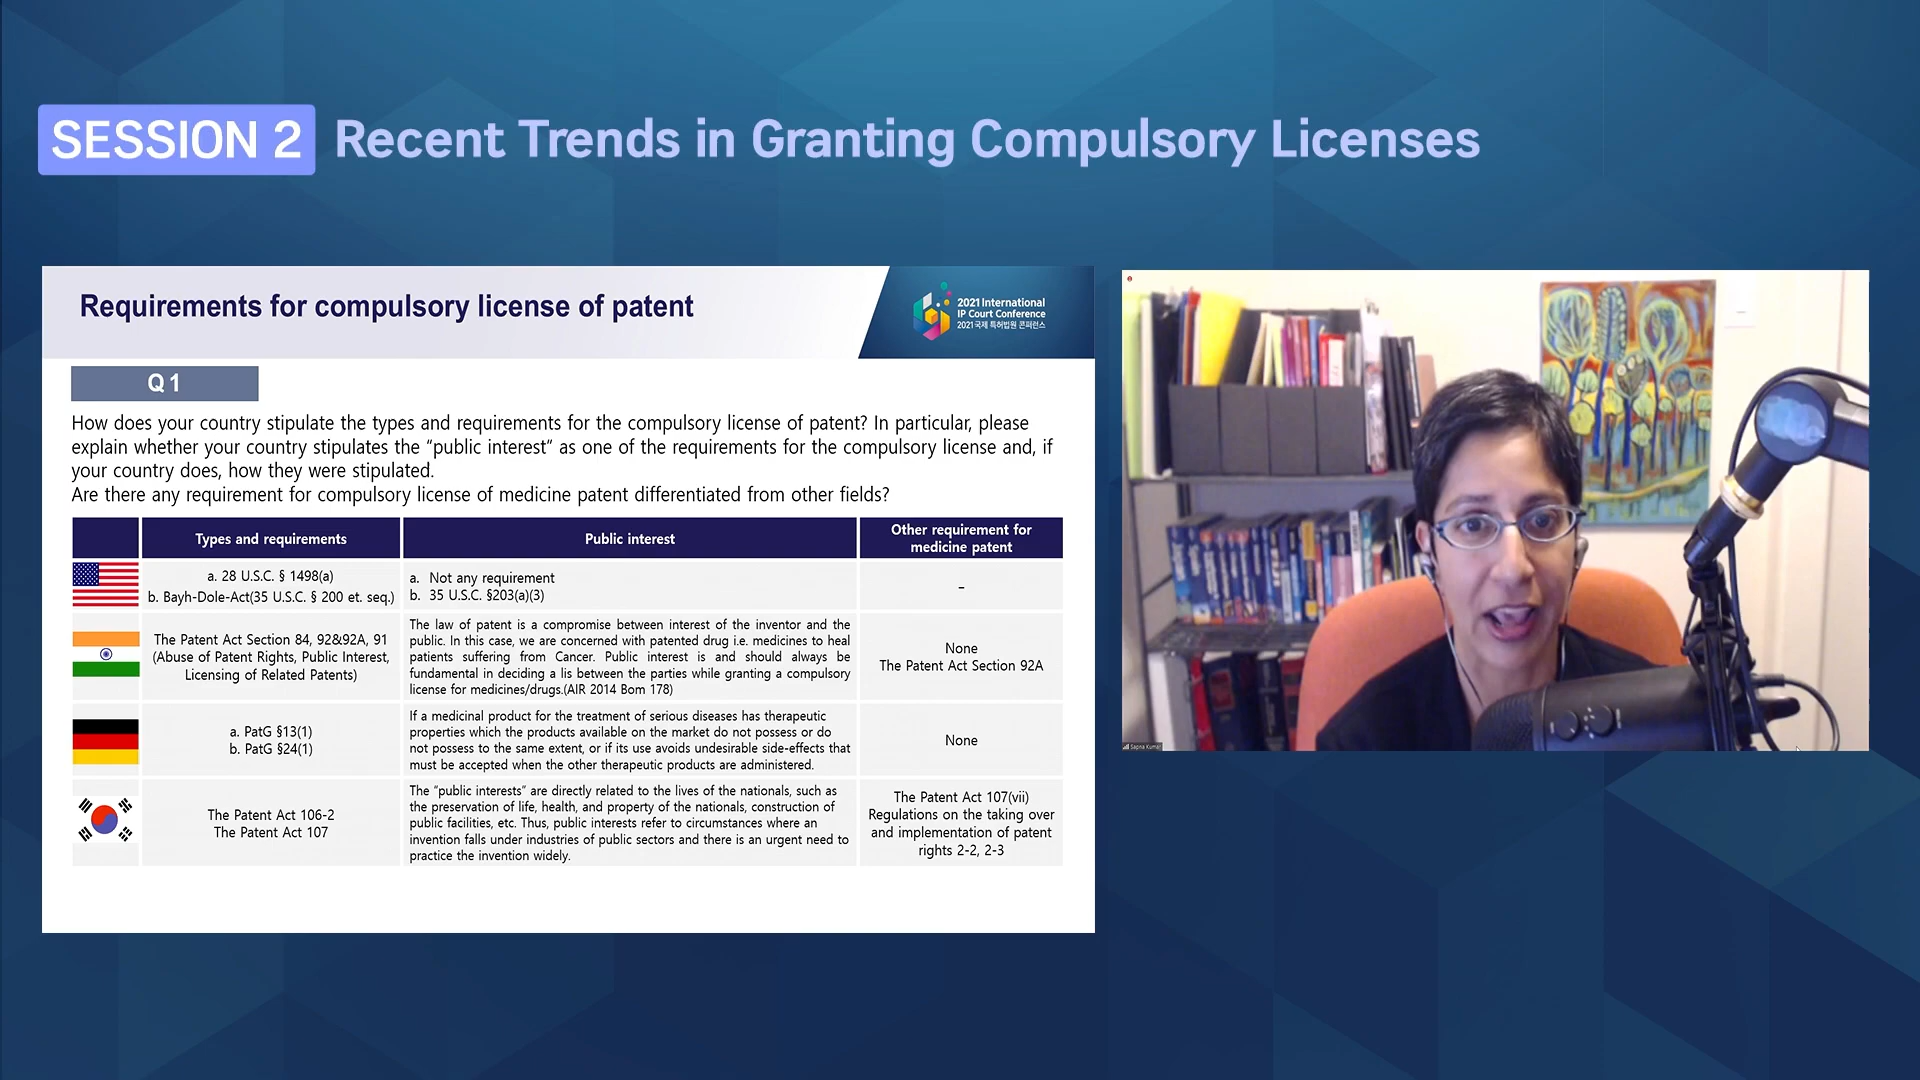 SESSION 2 Recent Trends in Granting Compulsory Licenses
Requirements for compulsory license of patent
2021 International
IP Court Conference
2021 국제 특허법원 콘퍼런스
Q 1
How does your country stipulate the types and requirements for the compulsory license of patent? In particular, please
explain whether your country stipulates the “public interest” as one of the requirements for the compulsory license and, if
your country does, how they were stipulated.
Are there any requirement for compulsory license of medicine patent differentiated from other fields?
Types and requirements
Public interest
Other requirement for
medicine patent
a. 28 U.S.C. § 1498(a)
b. Bayh-Dole-Act(35 U.S.C. § 200 et. seq.)
a. Not any requirement
b. 35 U.S.C. §203(a)(3)
–
The Patent Act Section 84, 92&92A, 91
(Abuse of Patent Rights, Public Interest,
Licensing of Related Patents)
The law of patent is a compromise between interest of the inventor and the
public. In this case, we are concerned with patented drug i.e. medicines to heal
patients suffering from Cancer. Public interest is and should always be
fundamental in deciding a lis between the parties while granting a compulsory
license for medicines/drugs.(AIR 2014 Bom 178)
None
The Patent Act Section 92A
a. PatG §13(1)
b. PatG §24(1)
If a medicinal product for the treatment of serious diseases has therapeutic
properties which the products available on the market do not possess or do
not possess to the same extent, or if its use avoids undesirable side-effects that
must be accepted when the other therapeutic products are administered.
None
The Patent Act 106-2
The Patent Act 107
The “public interests” are directly related to the lives of the nationals, such as
the preservation of life, health, and property of the nationals, construction of
public facilities, etc. Thus, public interests refer to circumstances where an
invention falls under industries of public sectors and there is an urgent need to
practice the invention widely.
The Patent Act 107(vii)
Regulations on the taking over
and implementation of patent
rights 2-2, 2-3
Sapna Kumar